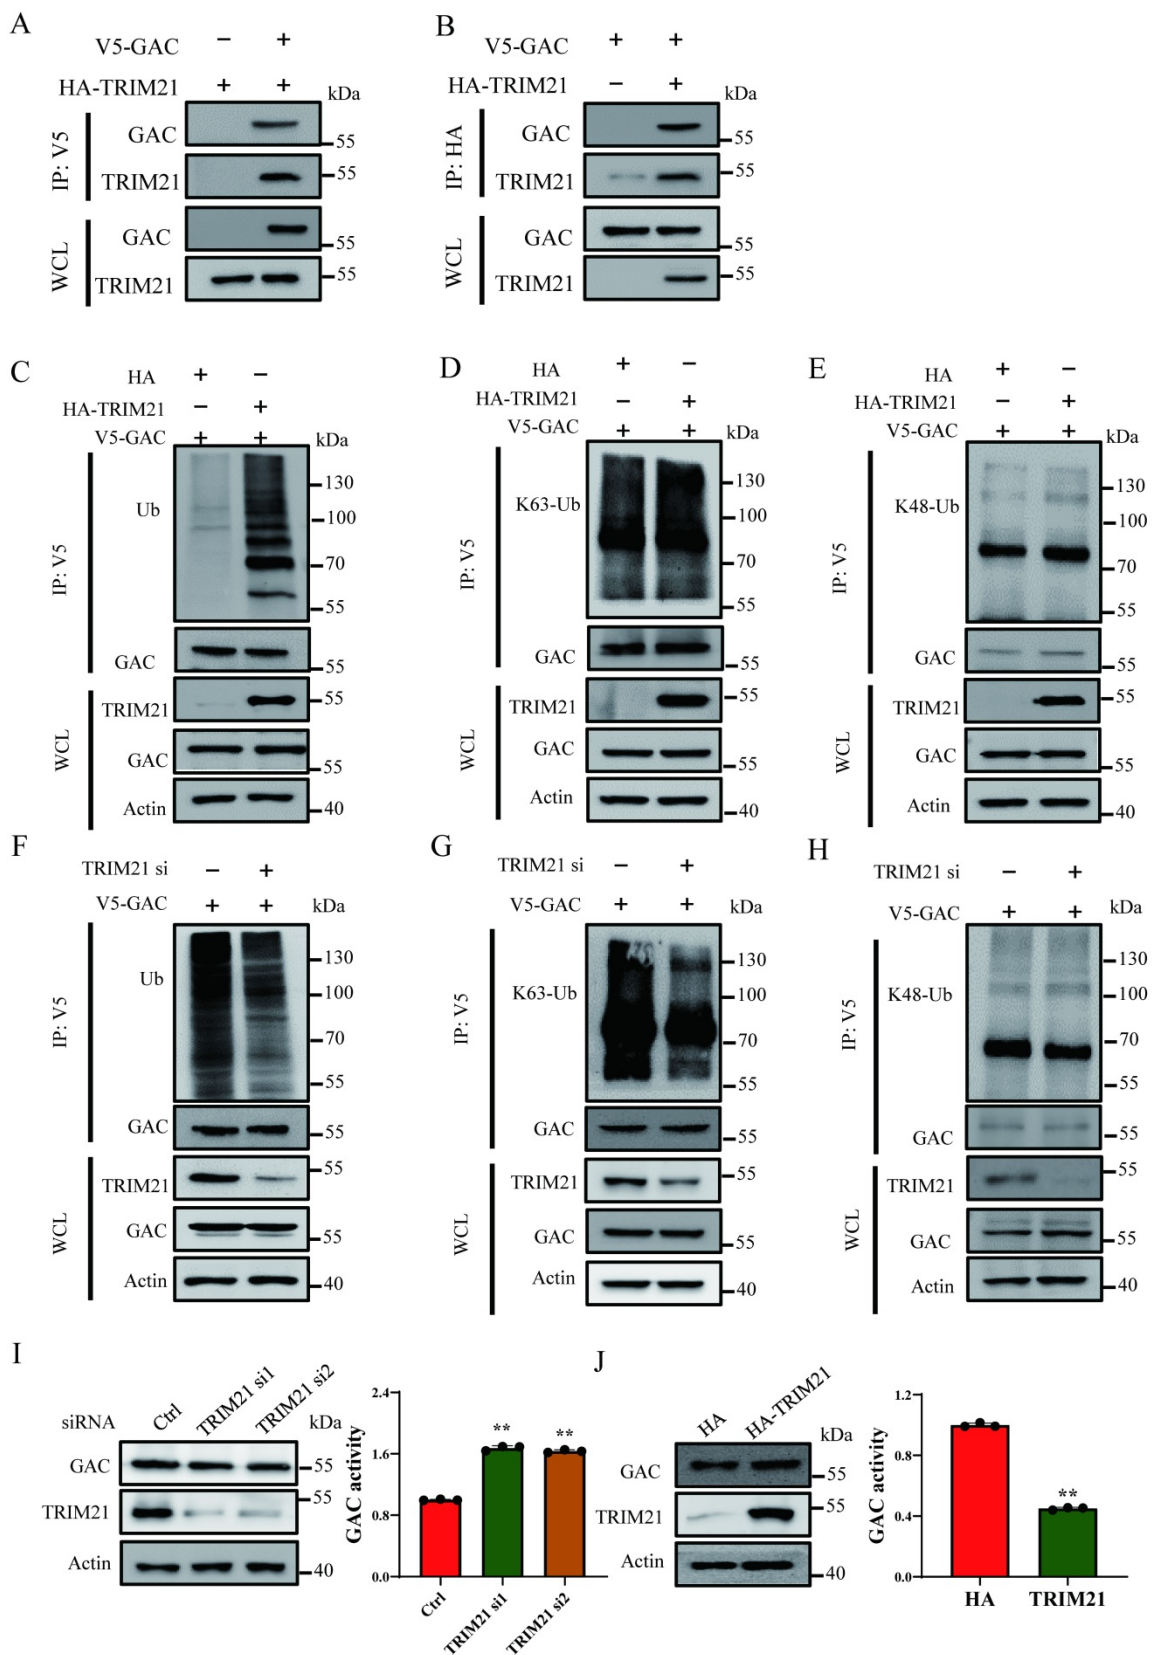 A
V5-GAC − +
HA-TRIM21 + +
kDa
IP: V5
GAC
55
TRIM21
55
WCL
GAC
55
TRIM21
55
B
V5-GAC + +
HA-TRIM21 − +
kDa
IP: HA
GAC
55
TRIM21
55
WCL
GAC
55
TRIM21
55
C
HA + −
HA-TRIM21 − +
V5-GAC + +
kDa
IP: V5
Ub
130
100
70
55
GAC
55
WCL
TRIM21
55
GAC
55
Actin
40
D
HA + −
HA-TRIM21 − +
V5-GAC + +
kDa
IP: V5
K63-Ub
130
100
70
55
GAC
55
WCL
TRIM21
55
GAC
55
Actin
40
E
HA + −
HA-TRIM21 − +
V5-GAC + +
kDa
IP: V5
K48-Ub
130
100
70
55
GAC
55
WCL
TRIM21
55
GAC
55
Actin
40
F
TRIM21 si − +
V5-GAC + +
kDa
IP: V5
Ub
130
100
70
55
GAC
55
WCL
TRIM21
55
GAC
55
Actin
40
G
TRIM21 si − +
V5-GAC + +
kDa
IP: V5
K63-Ub
130
100
70
55
GAC
55
WCL
TRIM21
55
GAC
55
Actin
40
H
TRIM21 si − +
V5-GAC + +
kDa
IP: V5
K48-Ub
130
100
70
55
GAC
55
WCL
TRIM21
55
GAC
55
Actin
40
I
siRNA Ctrl TRIM21 si1 TRIM21 si2
kDa
GAC
55
TRIM21
55
Actin
40
GAC activity
2.4
1.6
0.8
0.0
** **
Ctrl TRIM21 si1 TRIM21 si2
J
HA HA-TRIM21
kDa
GAC
55
TRIM21
55
Actin
40
GAC activity
1.2
0.8
0.4
0.0
**
HA TRIM21